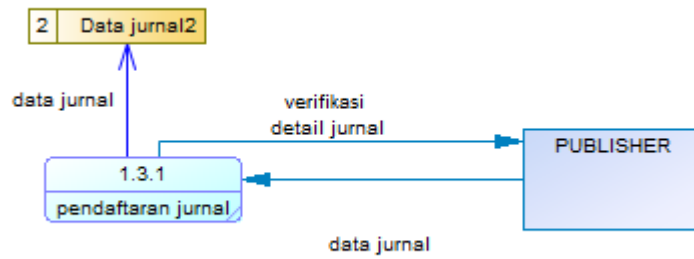 2 Data jurnal2
data jurnal
verifikasi
detail jurnal
PUBLISHER
1.3.1
pendaftaran jurnal
data jurnal